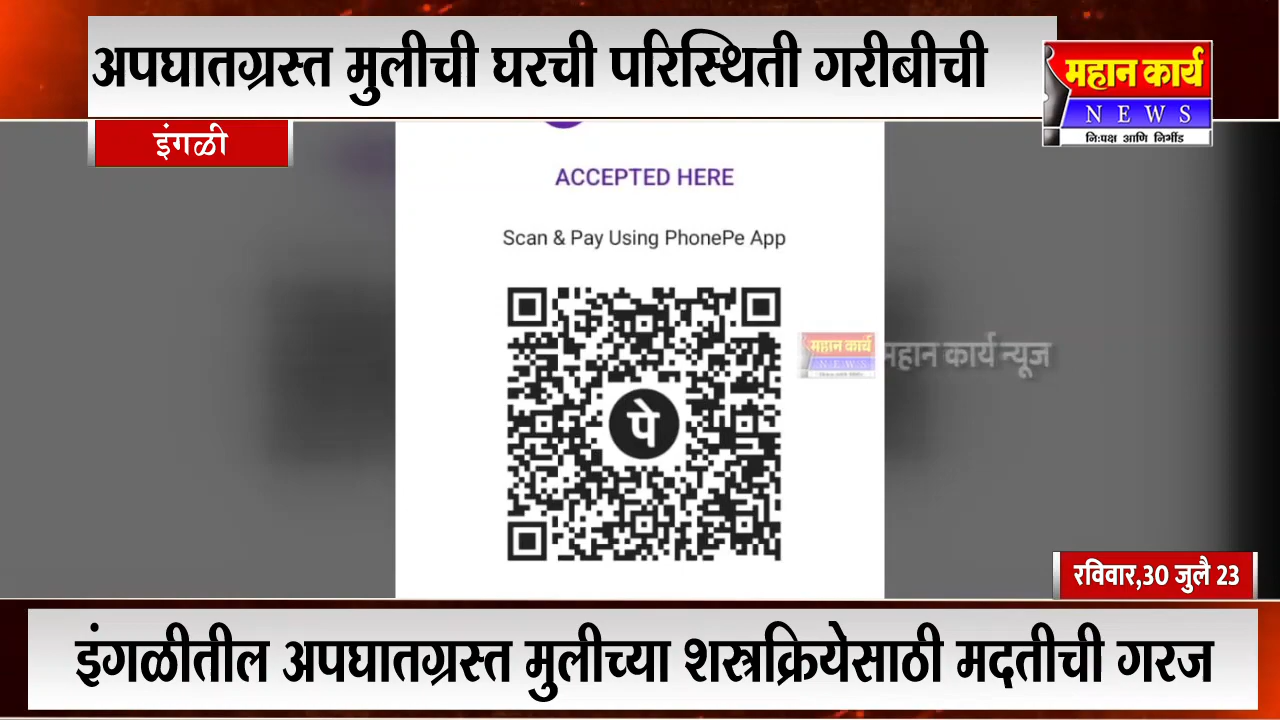 अपघातग्रस्त मुलीची घरची परिस्थिती गरीबीची
महान कार्य
NEWS
निःपक्ष आणि निर्भीड
इंगळी
ACCEPTED HERE
Scan & Pay Using PhonePe App
पे
महान कार्य
NEWS
महान कार्य न्यूज
रविवार,30 जुलै 23
इंगळीतील अपघातग्रस्त मुलीच्या शस्त्रक्रियेसाठी मदतीची गरज